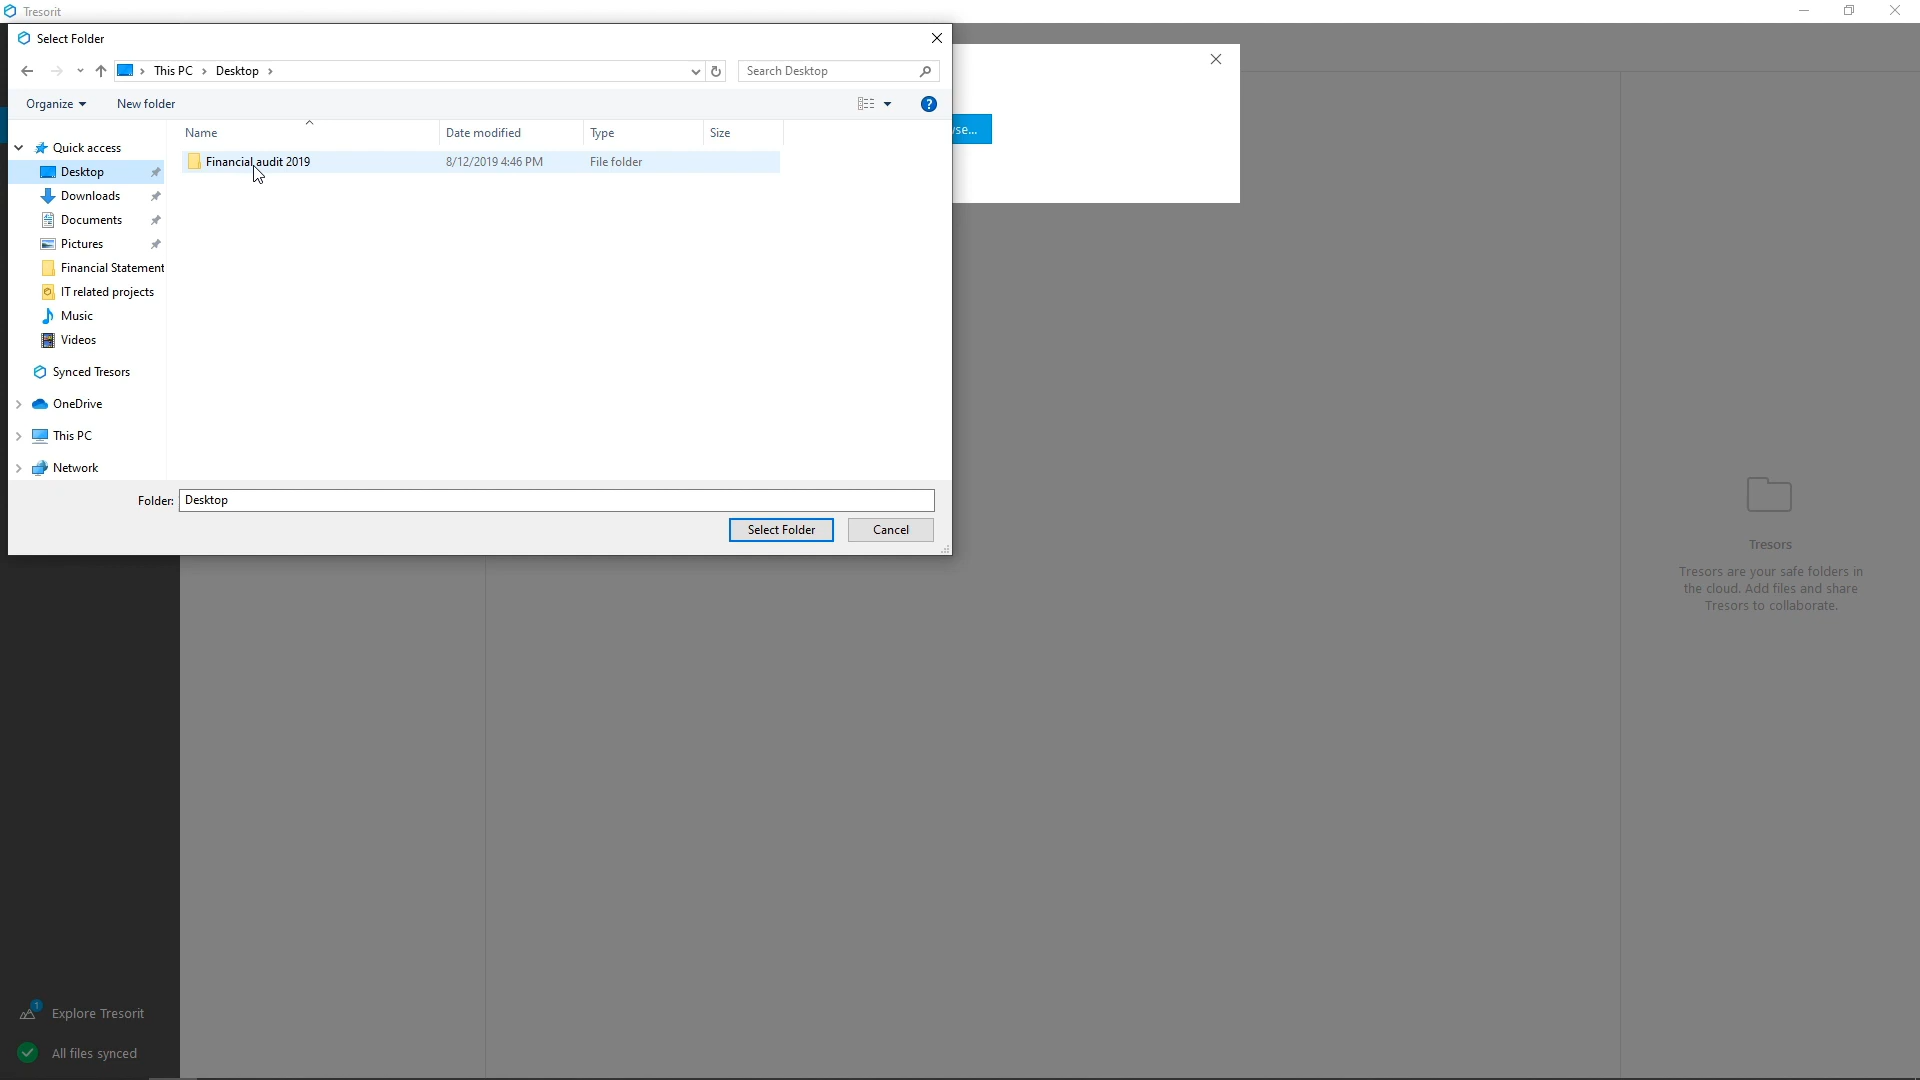 Tresorit
Select Folder
This PC > Desktop >
Search Desktop
Organize
New folder
?
Name
Date modified
Type
Size
Quick access
Financial audit 2019
8/12/2019 4:46 PM
File folder
Desktop
Downloads
Documents
Pictures
Financial Statement
IT related projects
Music
Videos
Synced Tresors
OneDrive
This PC
Network
Folder: Desktop
Select Folder
Cancel
Tresors
Tresors are your safe folders in
the cloud. Add files and share
Tresors to collaborate.
1
Explore Tresorit
All files synced